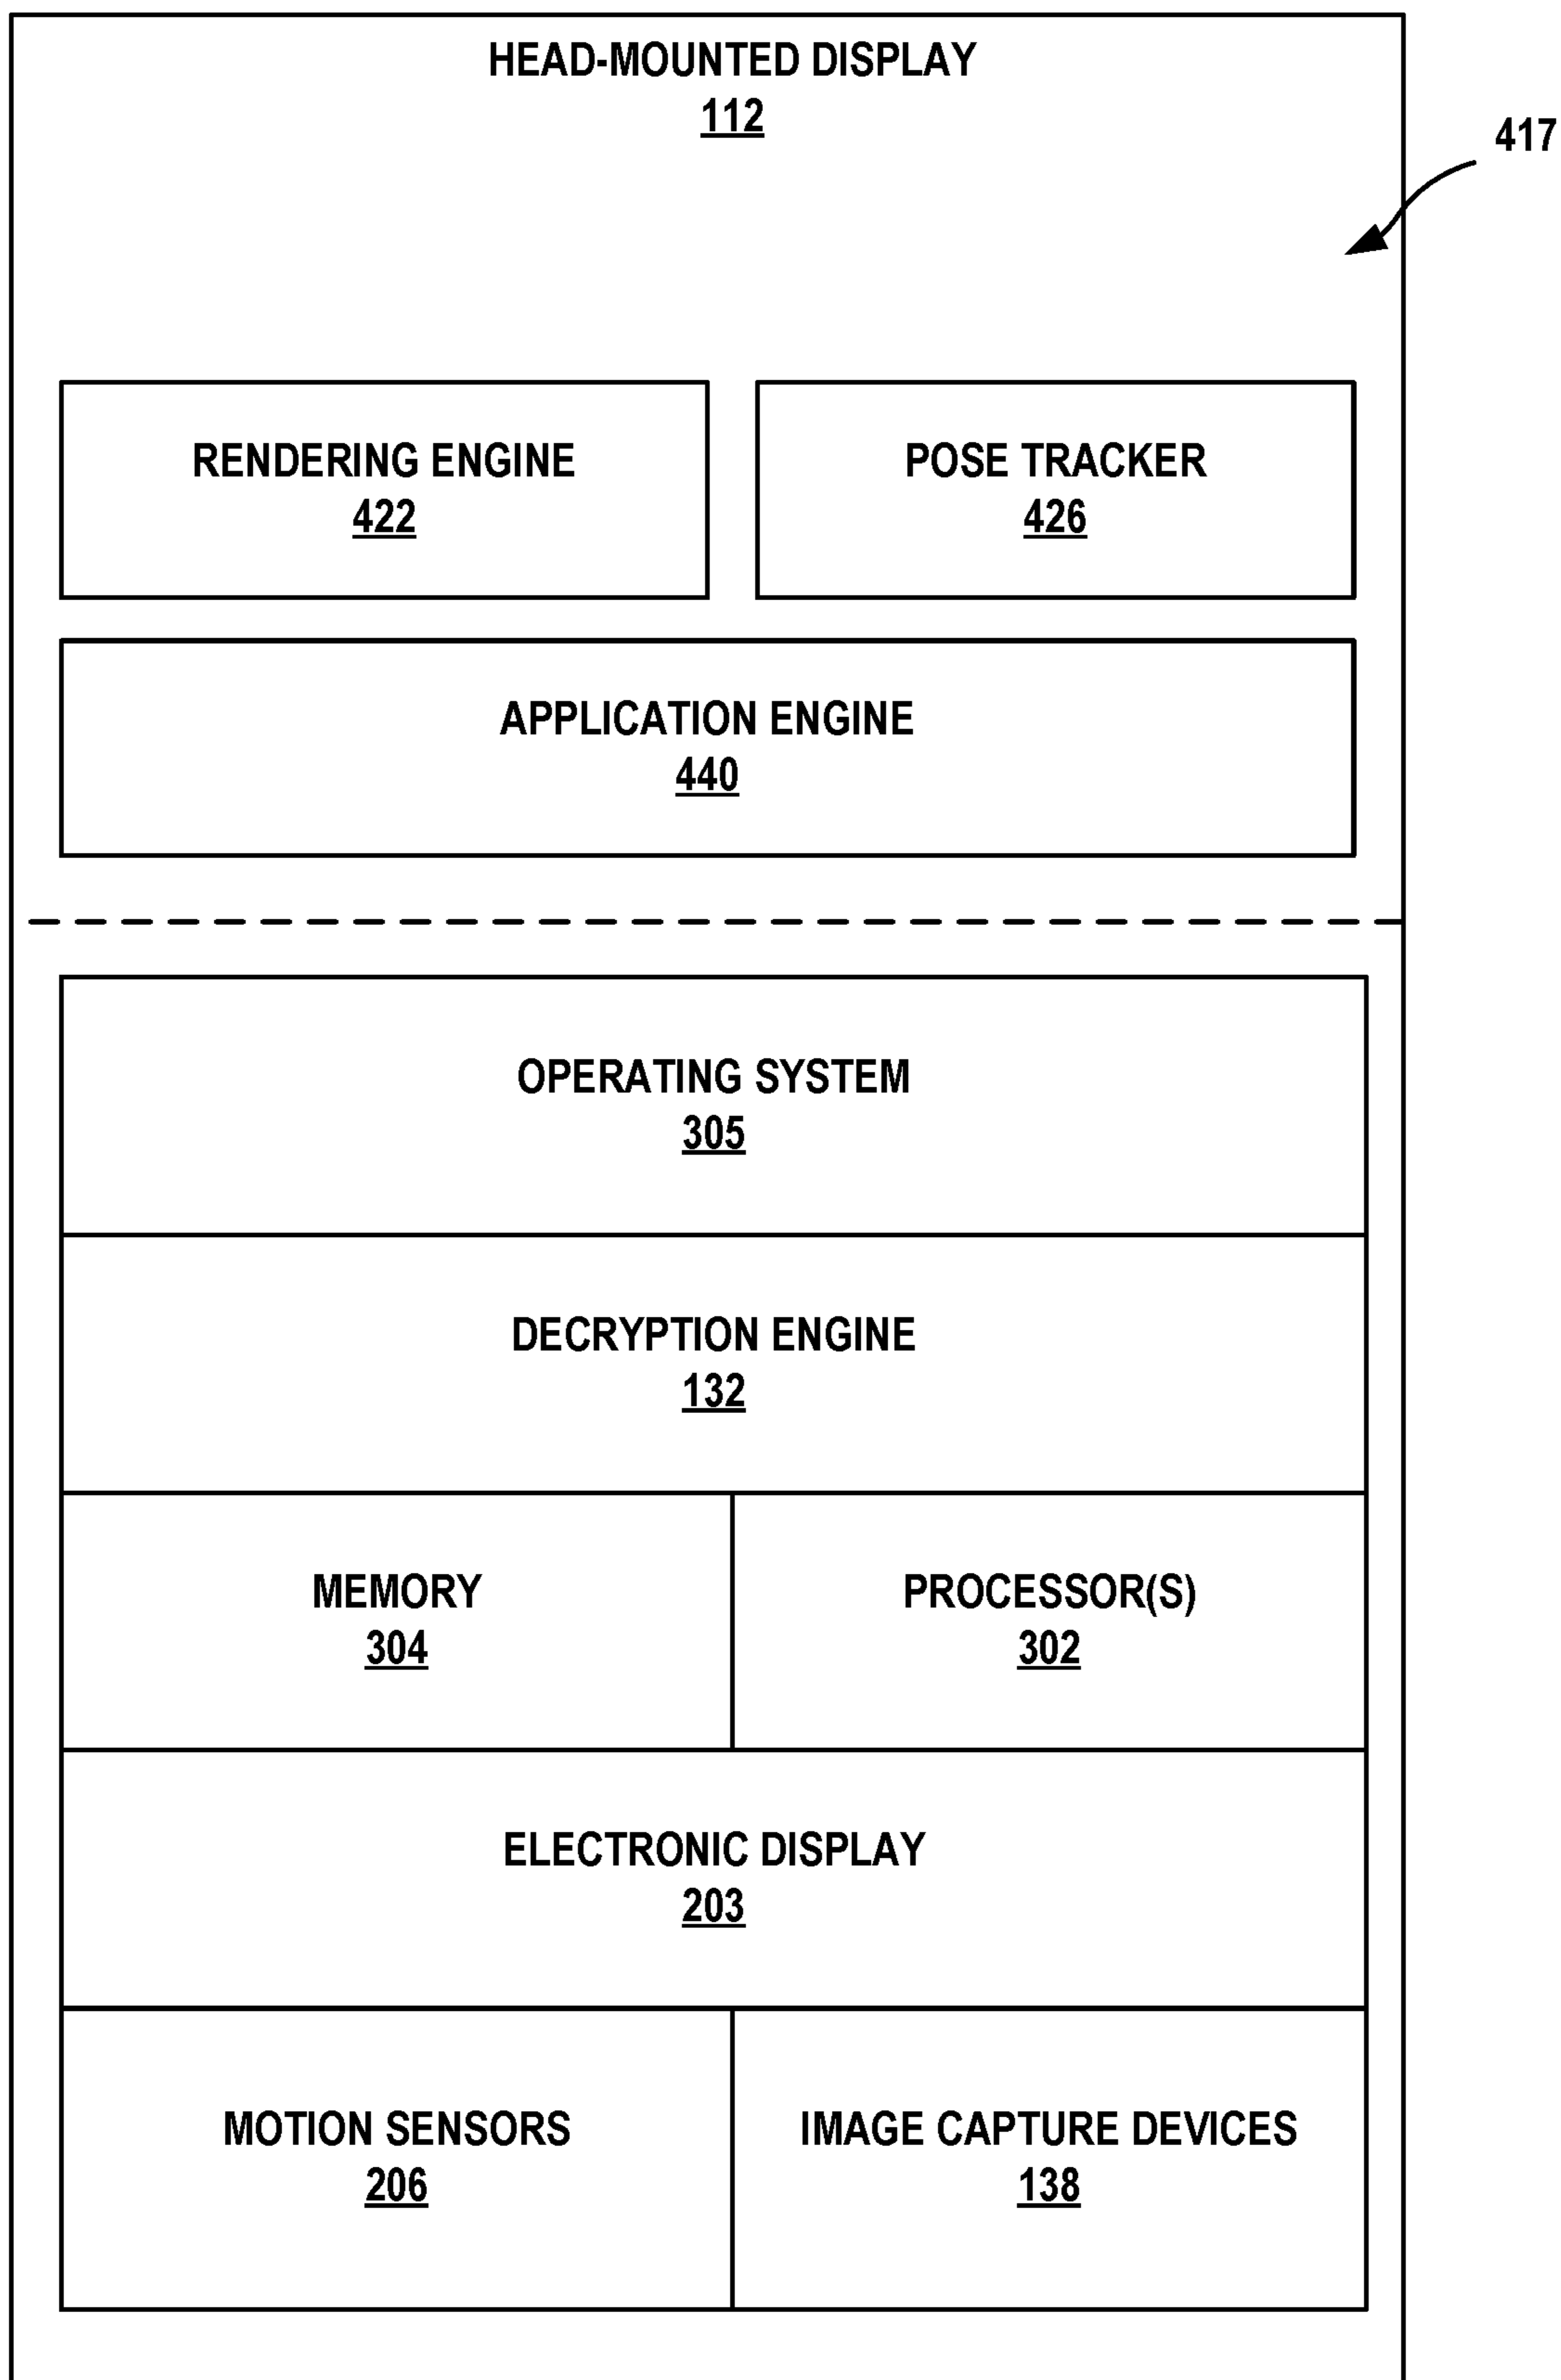 HEAD-MOUNTED DISPLAY
112
417
RENDERING ENGINE
422
POSE TRACKER
426
APPLICATION ENGINE
440
OPERATING SYSTEM
305
DECRYPTION ENGINE
132
MEMORY
304
PROCESSOR(S)
302
ELECTRONIC DISPLAY
203
MOTION SENSORS
206
IMAGE CAPTURE DEVICES
138